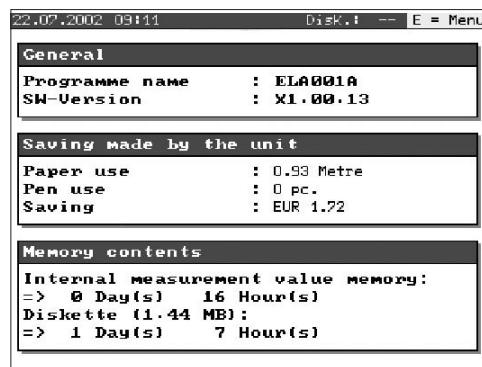 22.07.2002 09:11 Disk.: -- E = Menu
General
Programme name : ELA001A
SW-Version : X1.00.13
Saving made by the unit
Paper use : 0.93 Metre
Pen use : 0 pc.
Saving : EUR 1.72
Memory contents
Internal measurement value memory:
=> 0 Day(s) 16 Hour(s)
Diskette (1.44 MB):
=> 1 Day(s) 7 Hour(s)